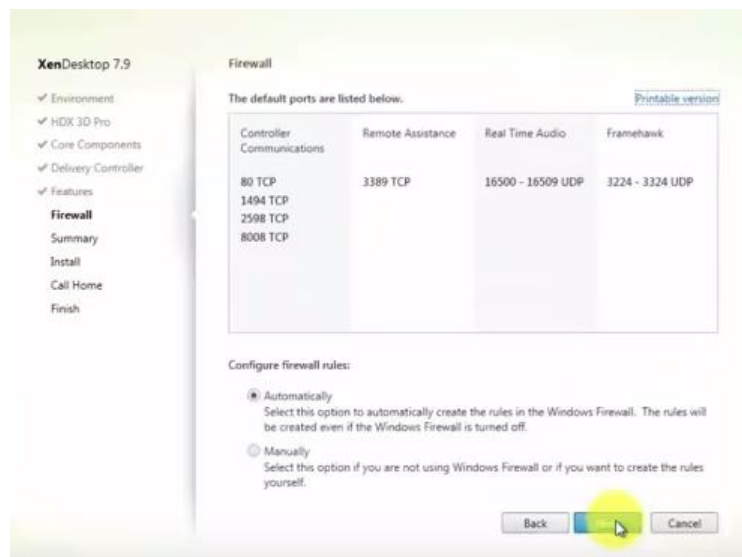 XenDesktop 7.9
Environment
HDX 3D Pro
Core Components
Delivery Controller
Features
Firewall
Summary
Install
Call Home
Finish
Firewall
The default ports are listed below.
Printable version
Controller
Communications
80 TCP
1494 TCP
2598 TCP
8008 TCP
Remote Assistance
3389 TCP
Real Time Audio
16500 - 16509 UDP
Framehawk
3224 - 3324 UDP
Configure firewall rules:
Automatically
Select this option to automatically create the rules in the Windows Firewall. The rules will
be created even if the Windows Firewall is turned off.
Manually
Select this option if you are not using Windows Firewall or if you want to create the rules
yourself.
Back
Cancel